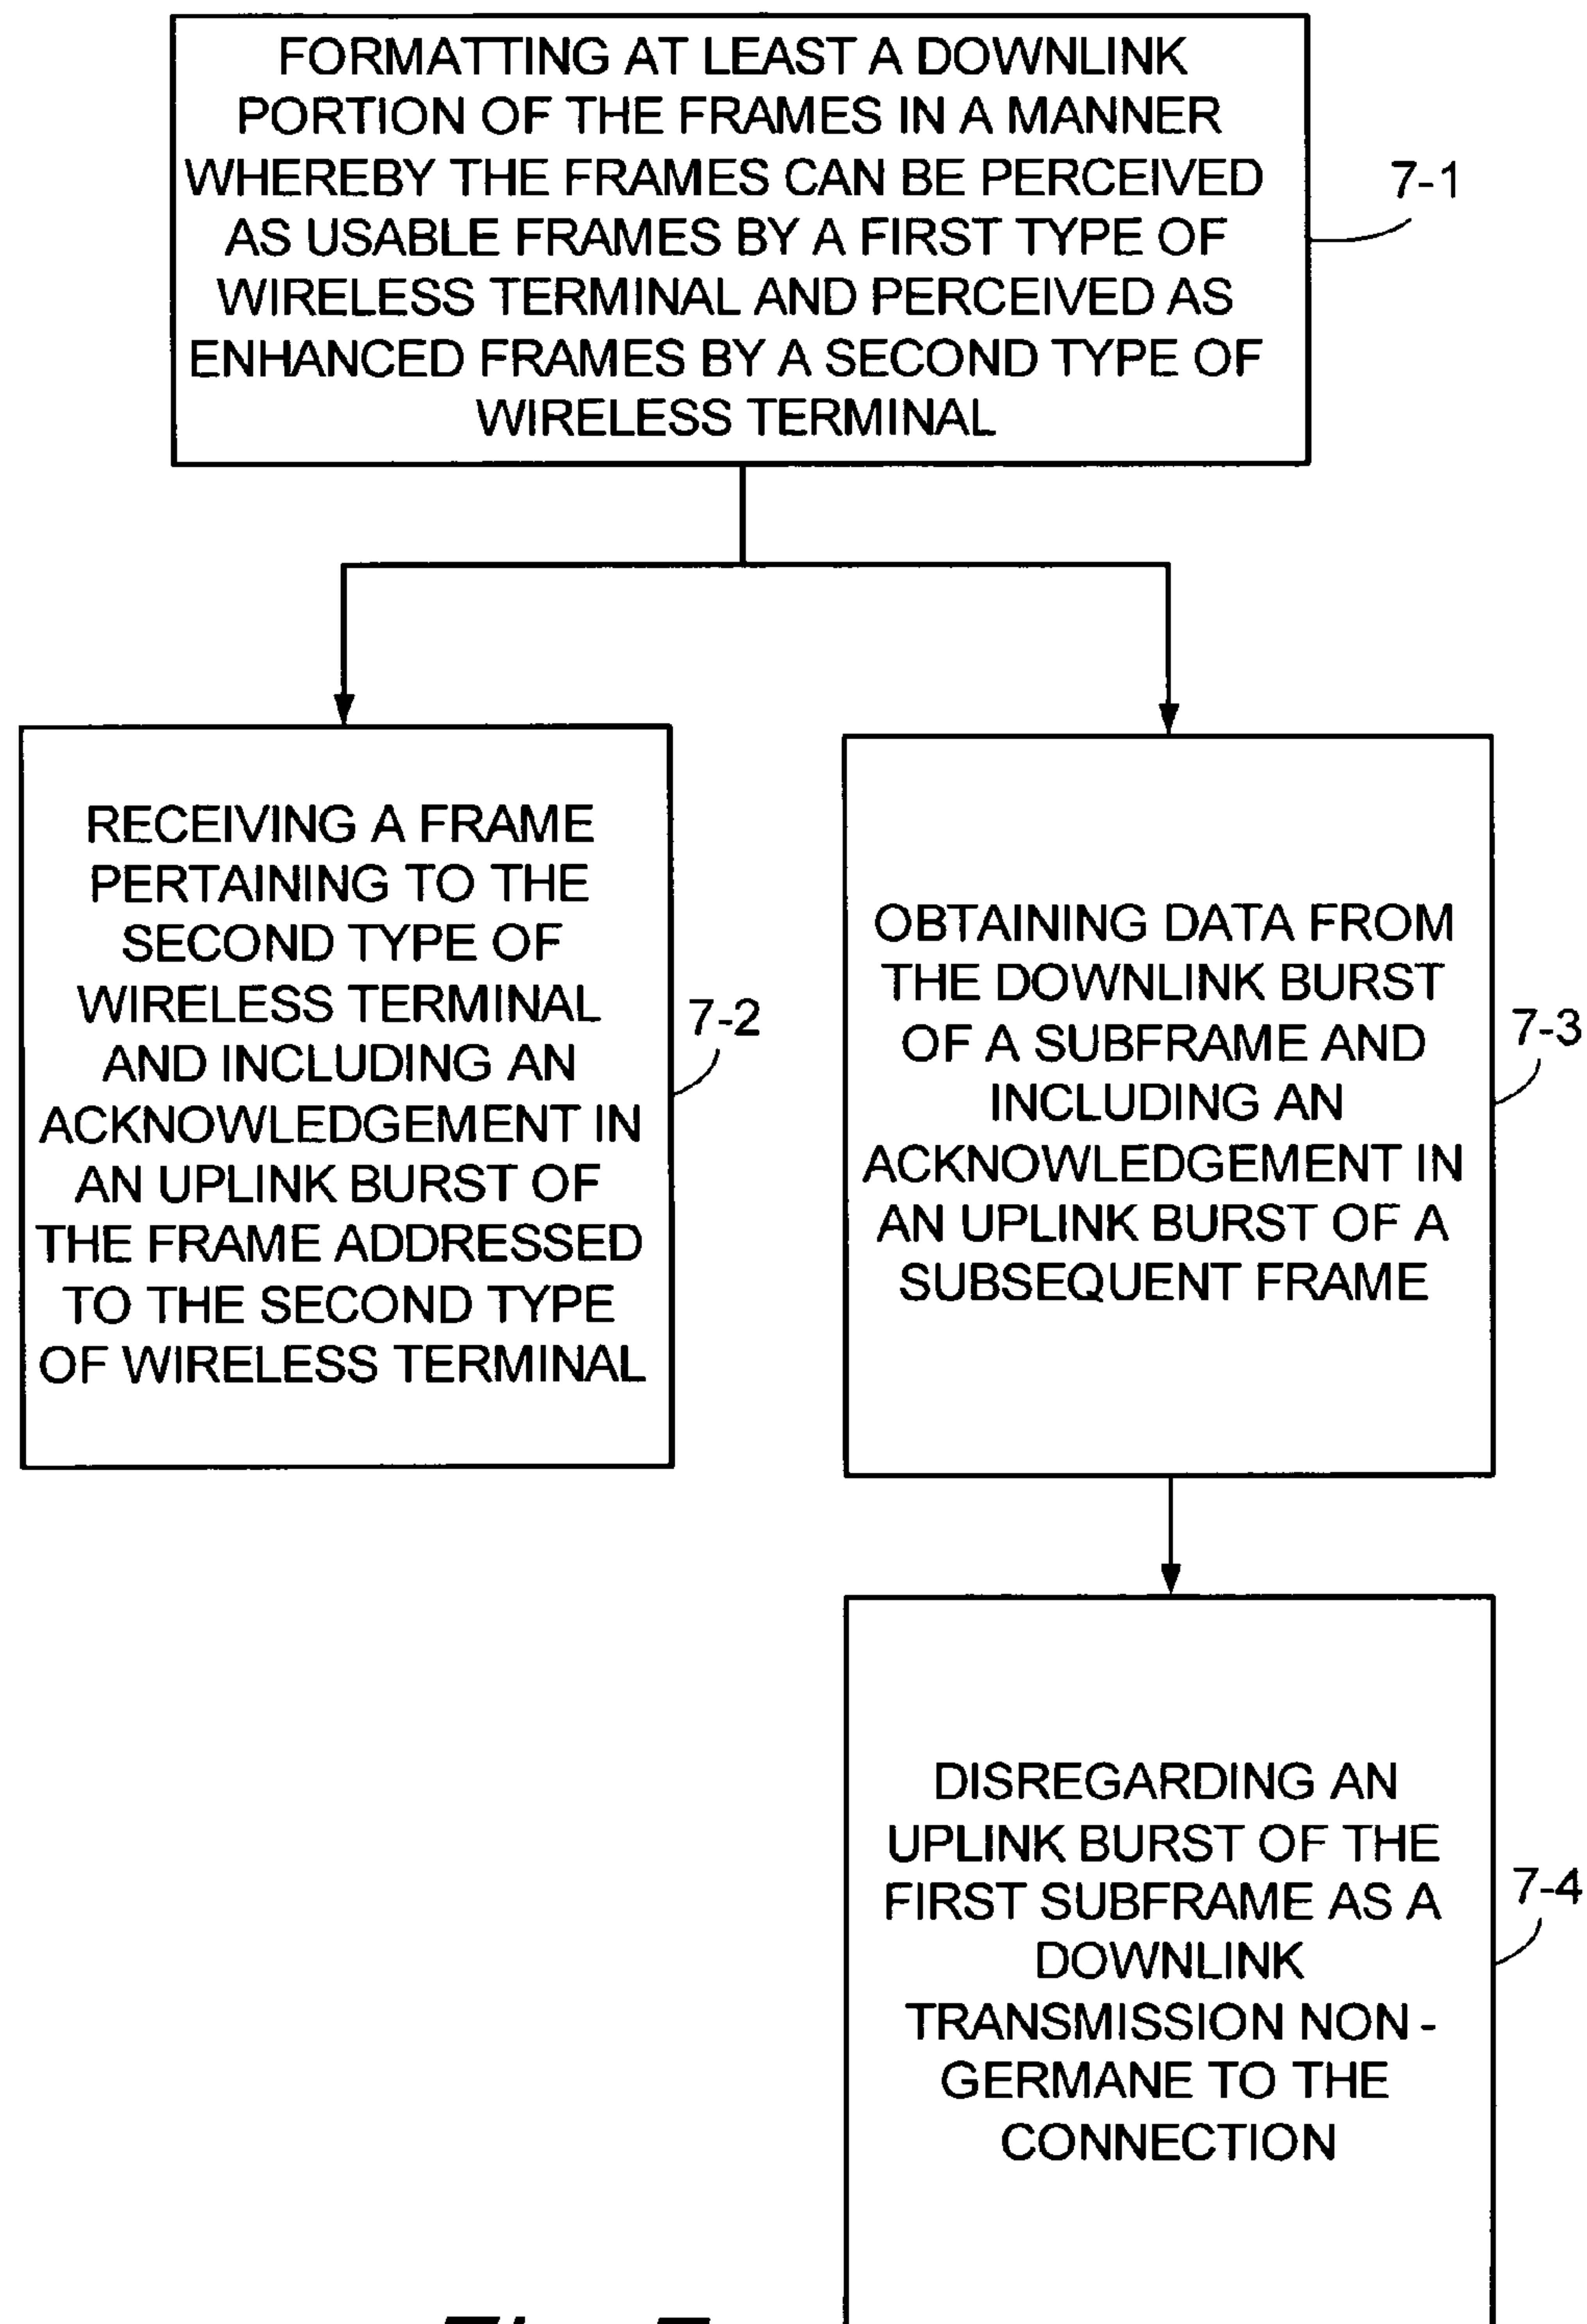 FORMATTING AT LEAST A DOWNLINK
PORTION OF THE FRAMES IN A MANNER
WHEREBY THE FRAMES CAN BE PERCEIVED
AS USABLE FRAMES BY A FIRST TYPE OF
WIRELESS TERMINAL AND PERCEIVED AS
ENHANCED FRAMES BY A SECOND TYPE OF
WIRELESS TERMINAL
7-1
RECEIVING A FRAME
PERTAINING TO THE
SECOND TYPE OF
WIRELESS TERMINAL
AND INCLUDING AN
ACKNOWLEDGEMENT IN
AN UPLINK BURST OF
THE FRAME ADDRESSED
TO THE SECOND TYPE
OF WIRELESS TERMINAL
7-2
OBTAINING DATA FROM
THE DOWNLINK BURST
OF A SUBFRAME AND
INCLUDING AN
ACKNOWLEDGEMENT IN
AN UPLINK BURST OF A
SUBSEQUENT FRAME
7-3
DISREGARDING AN
UPLINK BURST OF THE
FIRST SUBFRAME AS A
DOWNLINK
TRANSMISSION NON -
GERMANE TO THE
CONNECTION
7-4